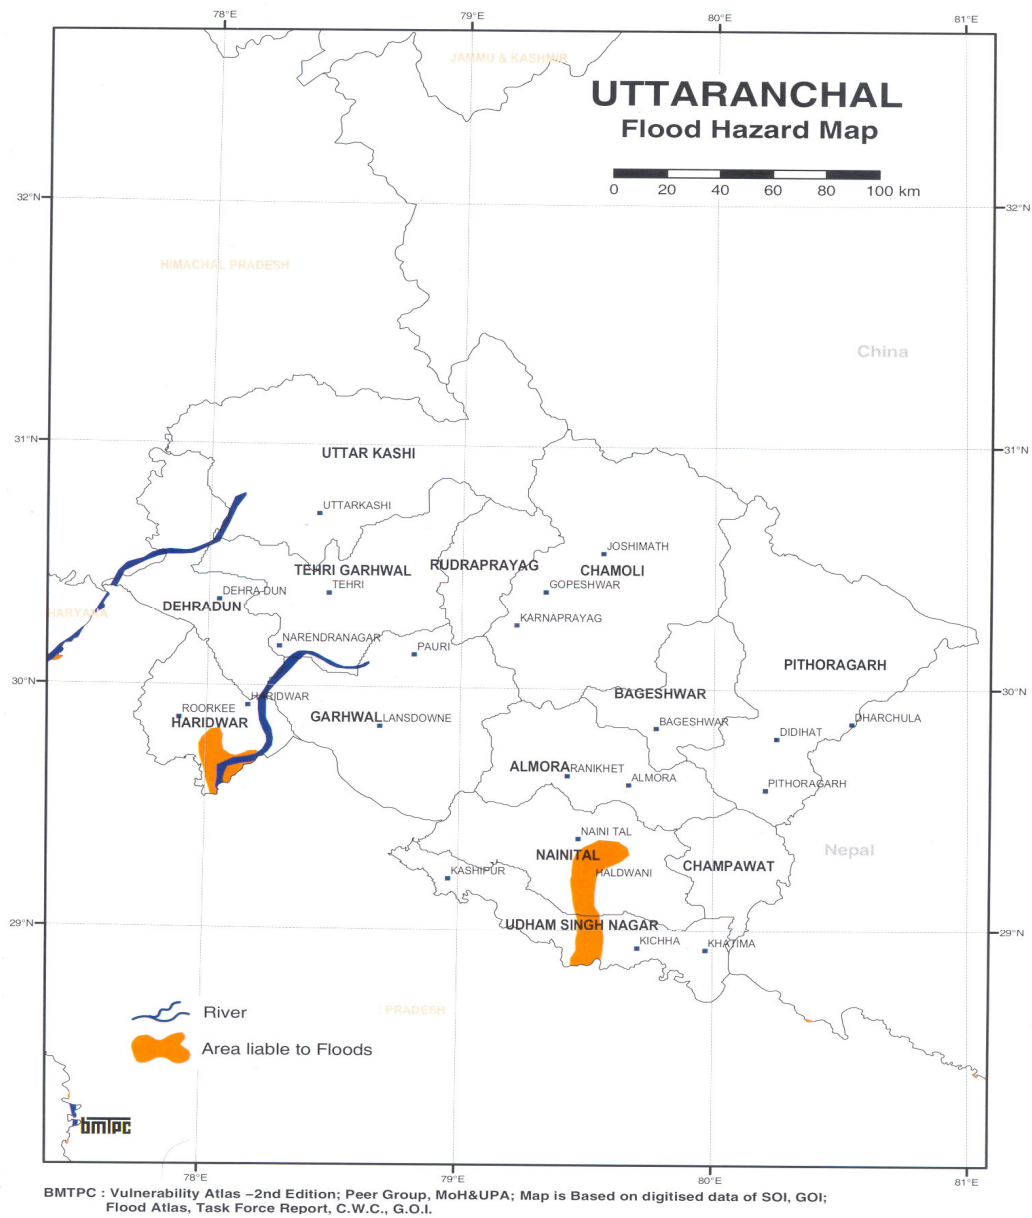 78°E
79°E
80°E
81°E
JAMMU & KASHMIR
UTTARANCHAL
Flood Hazard Map
0 20 40 60 80 100 km
32°N
32°N
HIMACHAL PRADESH
China
31°N
31°N
UTTAR KASHI
UTTARKASHI
JOSHIMATH
TEHRI GARHWAL
RUDRAPRAYAG
CHAMOLI
TEHRI
GOPESHWAR
DEHRA DUN
DEHRADUN
HARYANA
KARNAPRAYAG
NARENDRANAGAR
PAURI
PITHORAGARH
30°N
30°N
HARIDWAR
BAGESHWAR
ROORKEE
HARIDWAR
GARHWAL
LANSDOWNE
BAGESHWAR
DHARCHULA
DIDIHAT
ALMORA
RANIKHET
ALMORA
PITHORAGARH
NAINI TAL
NAINITAL
Nepal
CHAMPAWAT
KASHIPUR
HALDWANI
29°N
29°N
UDHAM SINGH NAGAR
KICHHA
KHATIMA
River
PRADESH
Area liable to Floods
bmTPC
78°E
79°E
80°E
81°E
BMTPC : Vulnerability Atlas –2nd Edition; Peer Group, MoH&UPA; Map is Based on digitised data of SOI, GOI;
Flood Atlas, Task Force Report, C.W.C., G.O.I.